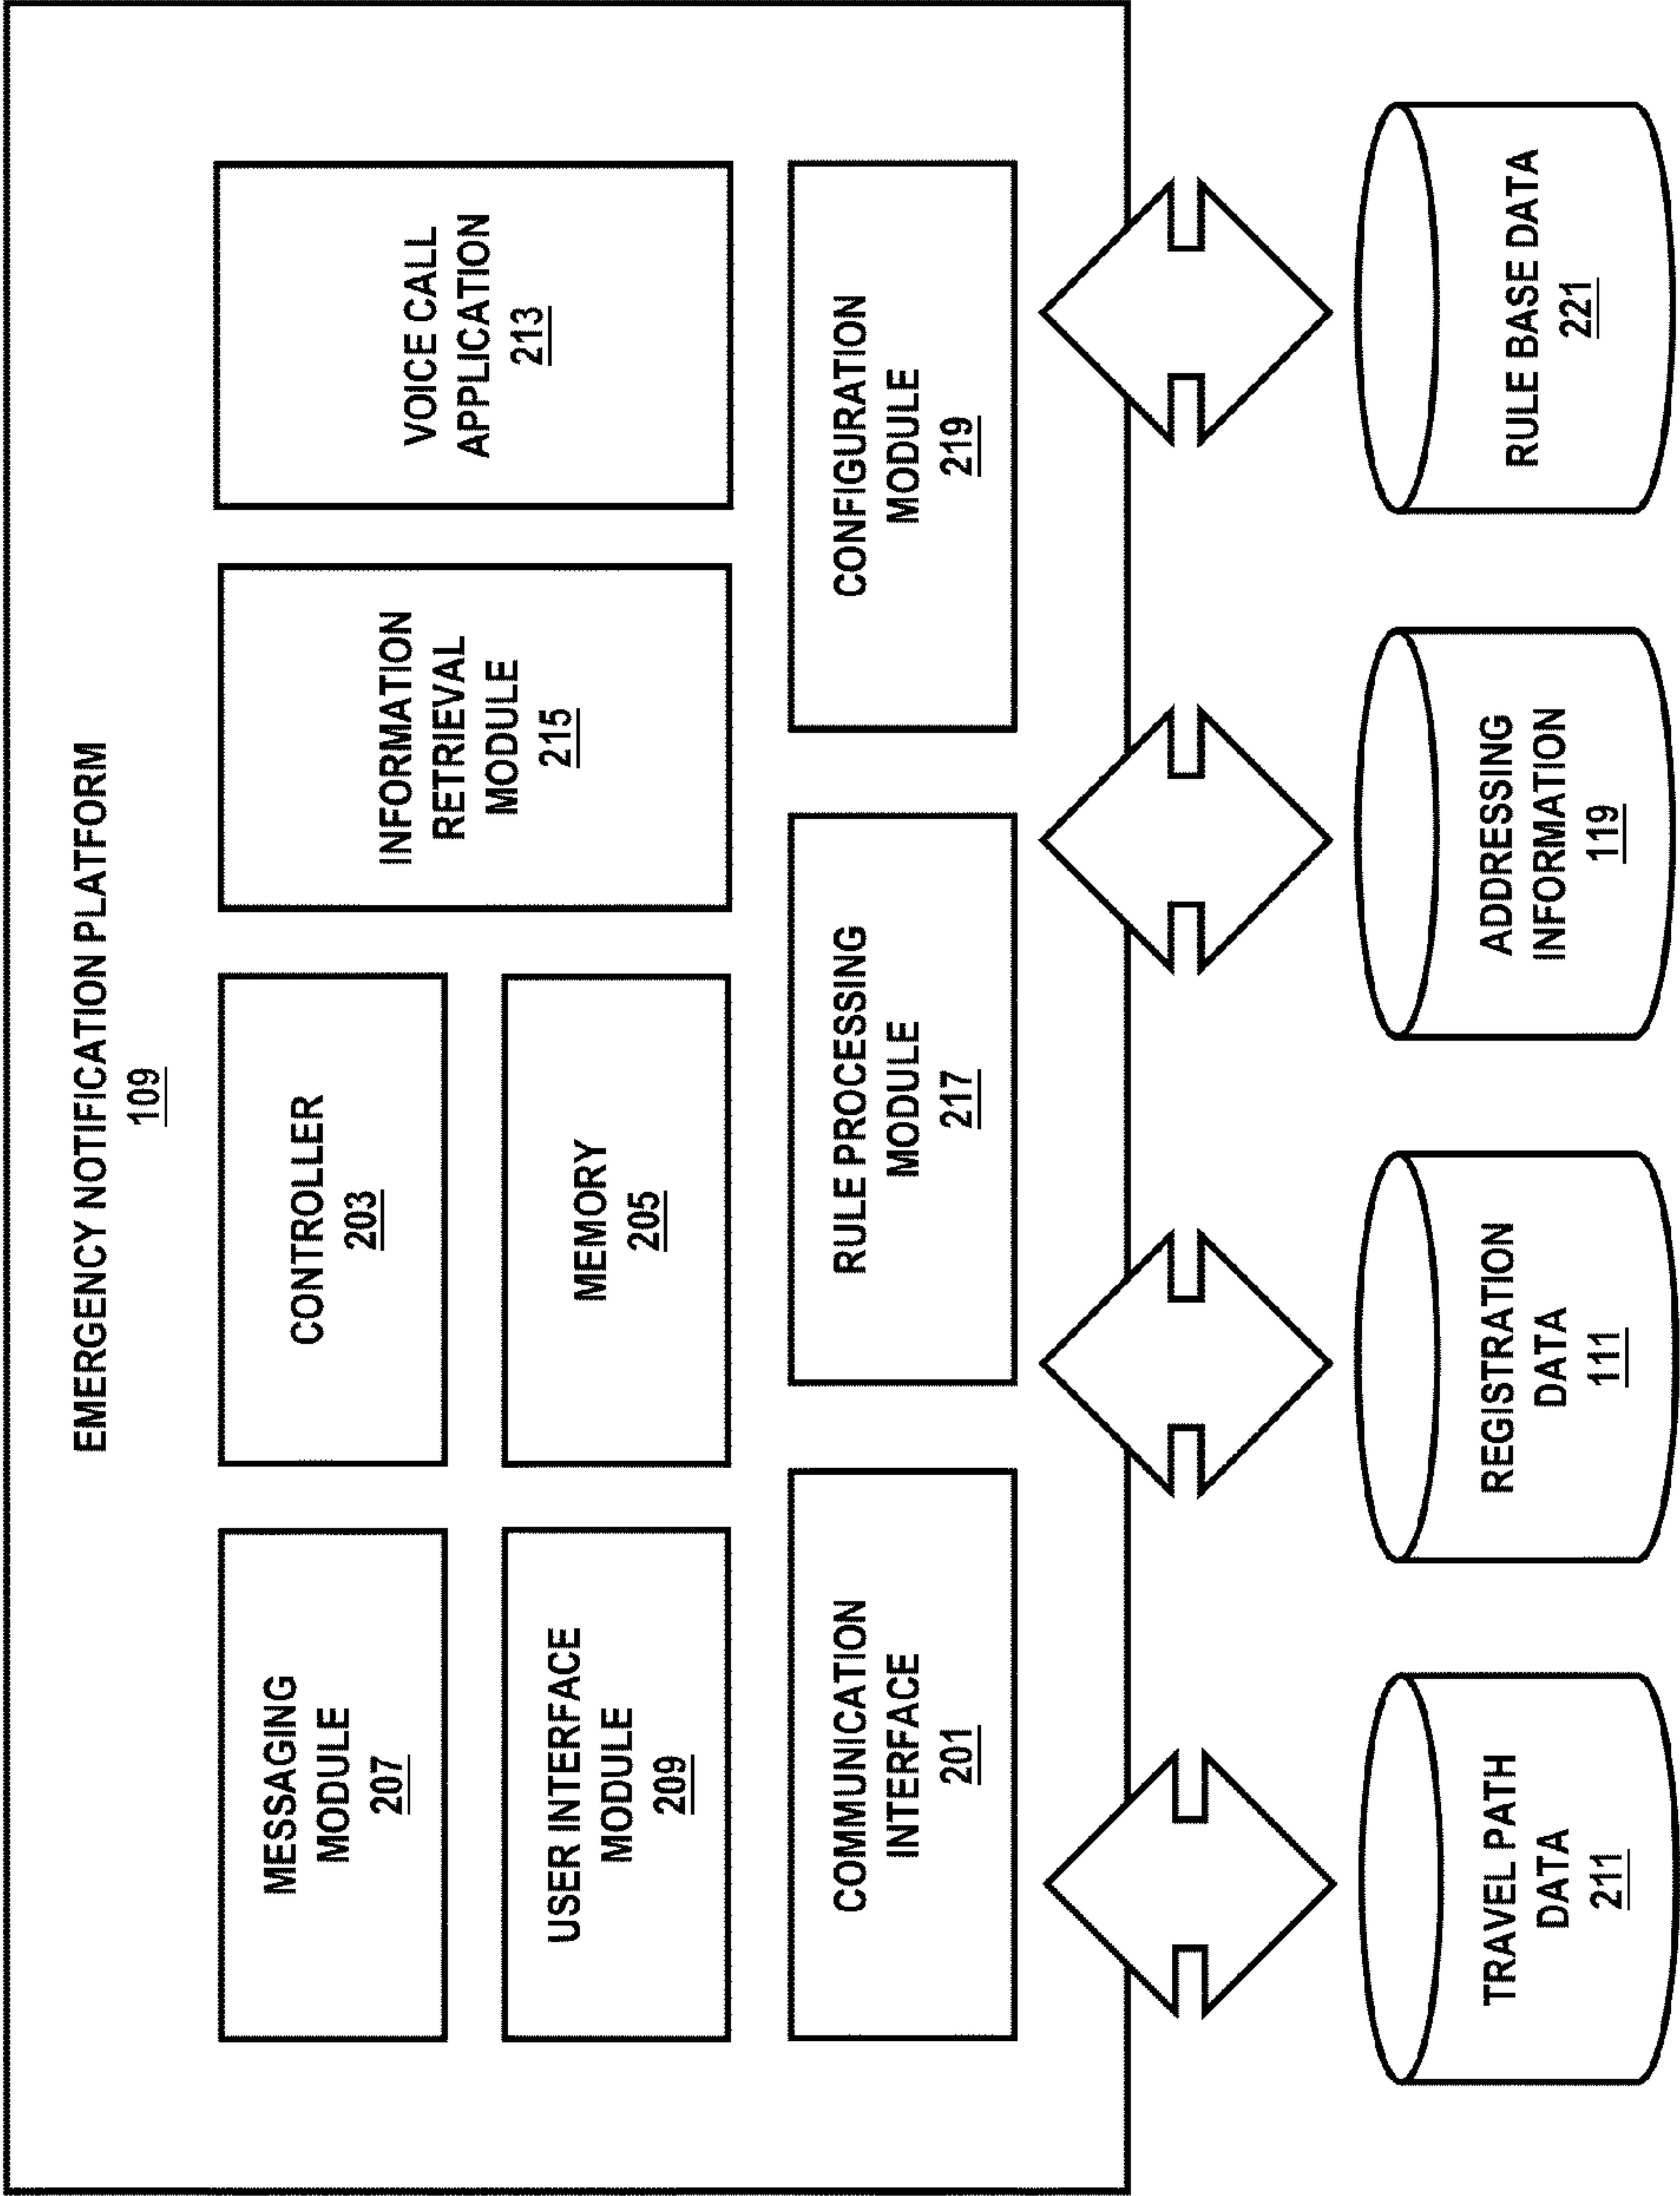 EMERGENCY NOTIFICATION PLATFORM
109
MESSAGING
MODULE
207
CONTROLLER
203
INFORMATION
RETRIEVAL
MODULE
215
VOICE CALL
APPLICATION
213
USER INTERFACE
MODULE
209
MEMORY
205
COMMUNICATION
INTERFACE
201
RULE PROCESSING
MODULE
217
CONFIGURATION
MODULE
219
TRAVEL PATH
DATA
211
REGISTRATION
DATA
111
ADDRESSING
INFORMATION
119
RULE BASE DATA
221